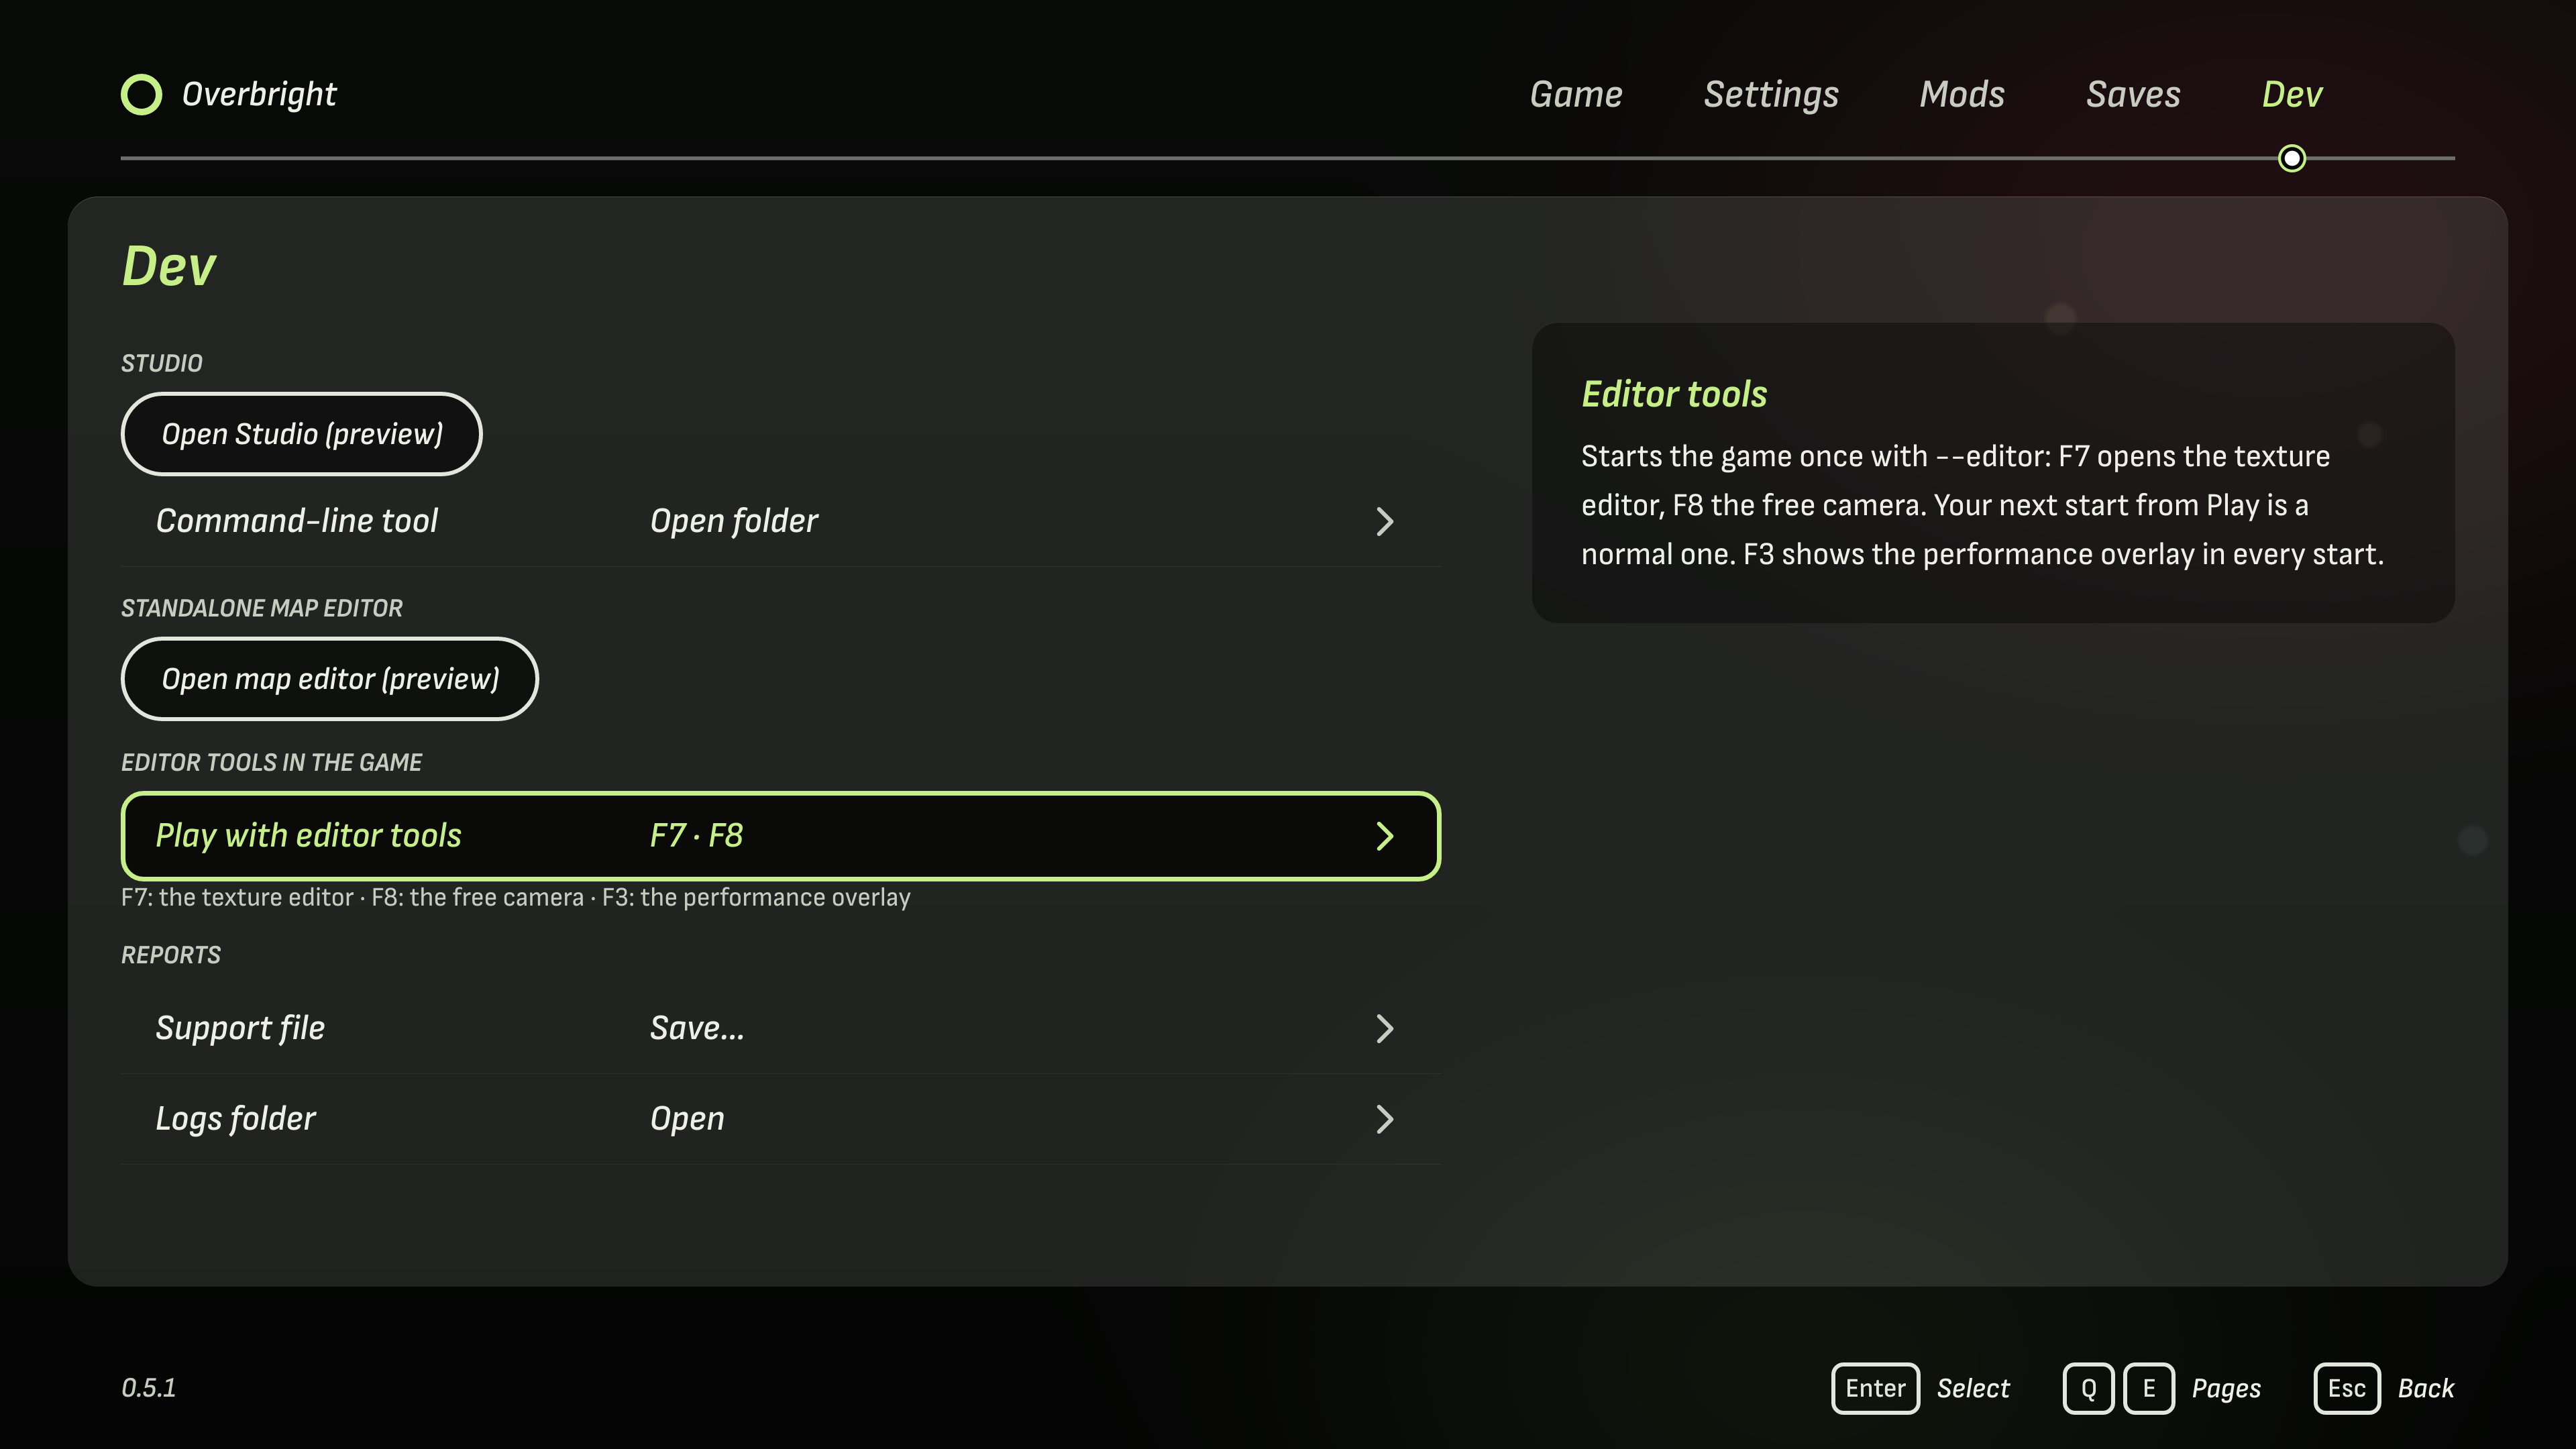 Overbright
Game Settings Mods Saves Dev
Dev
STUDIO
Open Studio (preview)
Command-line tool Open folder
STANDALONE MAP EDITOR
Open map editor (preview)
EDITOR TOOLS IN THE GAME
Play with editor tools F7 · F8
F7: the texture editor · F8: the free camera · F3: the performance overlay
REPORTS
Support file Save...
Logs folder Open
Editor tools
Starts the game once with --editor: F7 opens the texture
editor, F8 the free camera. Your next start from Play is a
normal one. F3 shows the performance overlay in every start.
0.5.1
Enter Select Q E Pages Esc Back